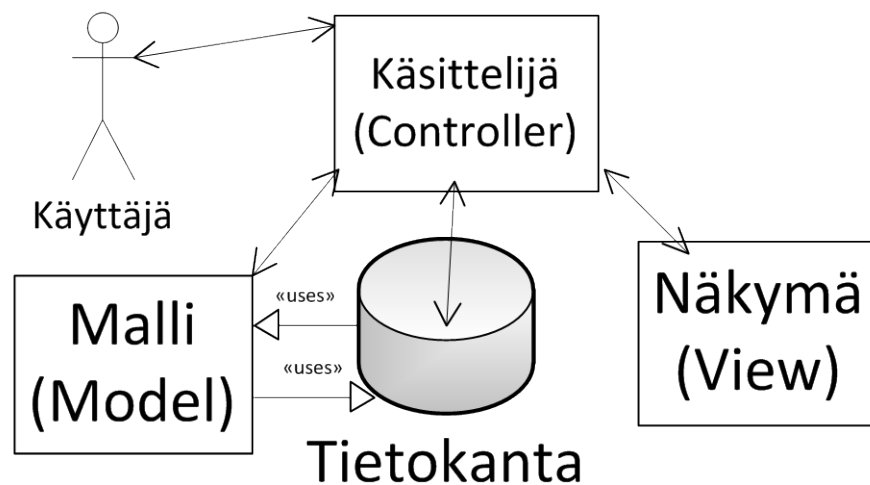 Käsittelijä
(Controller)
Käyttäjä
Malli
(Model)
«uses»
«uses»
Näkymä
(View)
Tietokanta